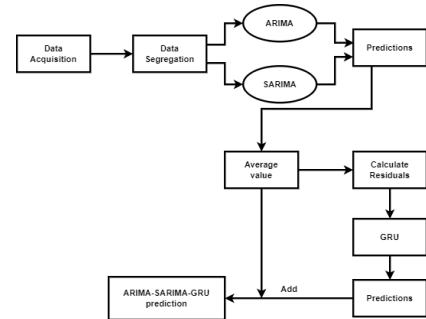 ARIMA
Data
Acquisition
Data
Segregation
Predictions
SARIMA
Average
value
Calculate
Residuals
GRU
ARIMA-SARIMA-GRU
prediction
Add
Predictions